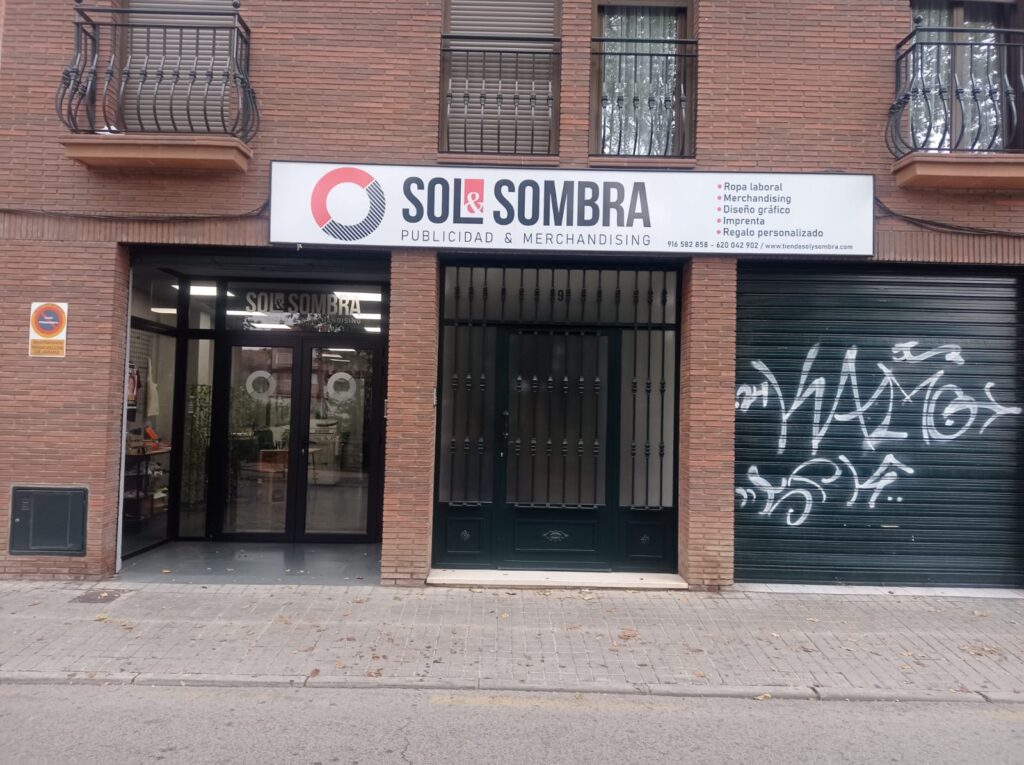 SOL & SOMBRA
PUBLICIDAD & MERCHANDISING
• Ropa laboral
• Merchandising
• Diseño gráfico
• Imprenta
• Regalo personalizado
916 582 858 - 620 042 902 / www.tiendasolysombra.com
SOL & SOMBRA
9